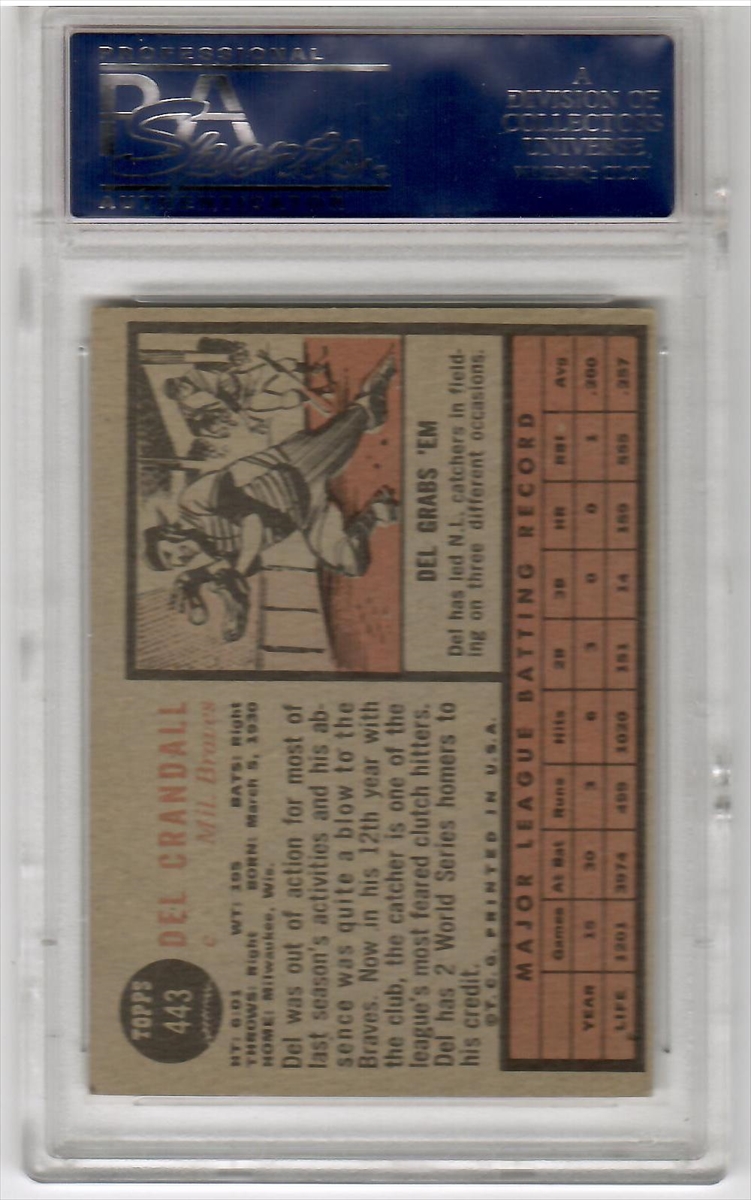 PROFESSIONAL
PSA
Sports
AUTHENTICATOR
A
DIVISION OF
COLLECTORS
UNIVERSE
TOPPS
443
DEL CRANDALL
c Mil. Braves
HT: 6:01 WT: 195 BATS: Right
THROWS: Right BORN: March 5, 1930
HOME: Milwaukee, Wis.
Del was out of action for most of
last season's activities and his ab-
sence was quite a blow to the
Braves. Now in his 12th year with
the club, the catcher is one of the
league's most feared clutch hitters.
Del has 2 World Series homers to
his credit.
©T. C. G. PRINTED IN U.S.A.
DEL GRABS 'EM
Del has led N.L. catchers in field-
ing on three different occasions.
MAJOR LEAGUE BATTING RECORD
Games At Bat Runs Hits 2B 3B HR RBI Avg
YEAR 15 30 3 6 3 0 0 1 .200
LIFE 1201 3974 455 1020 151 14 159 555 .257